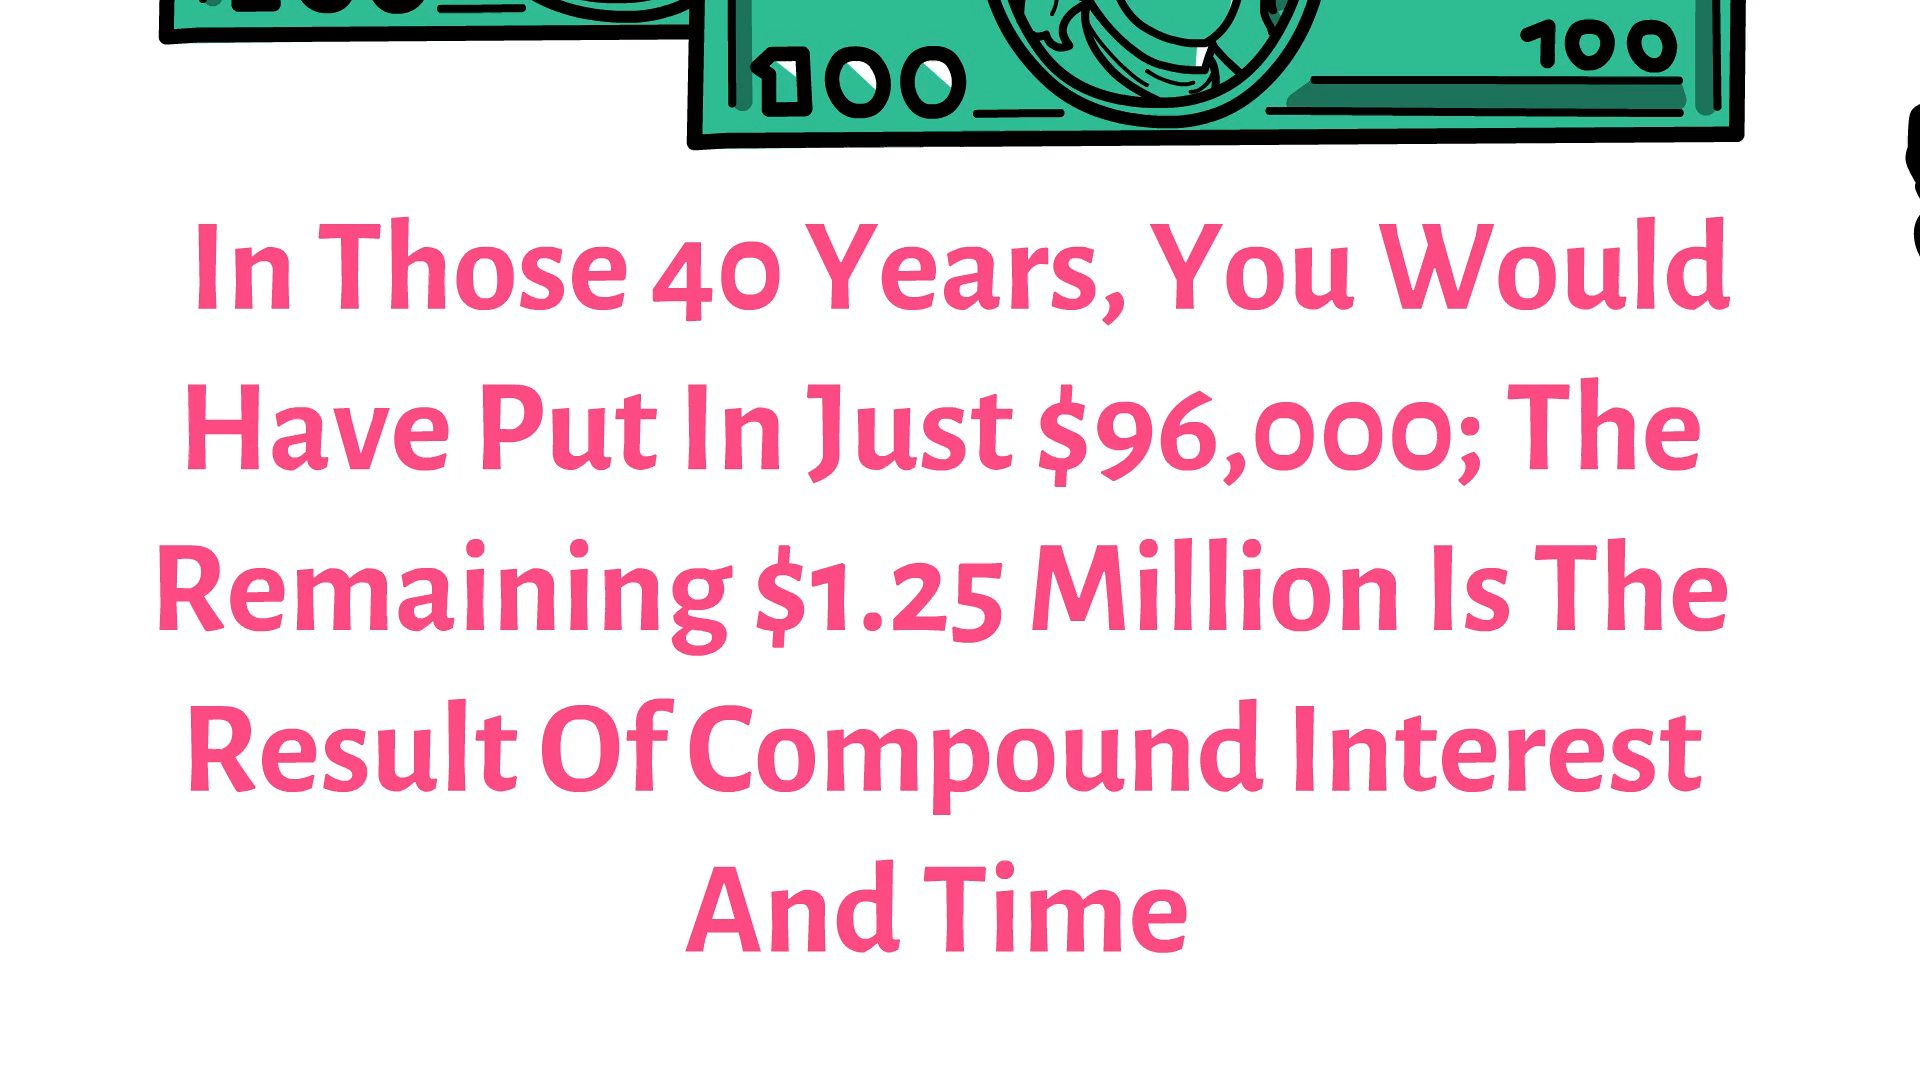 100
100
In Those 40 Years, You Would
Have Put In Just $96,000; The
Remaining $1.25 Million Is The
Result Of Compound Interest
And Time